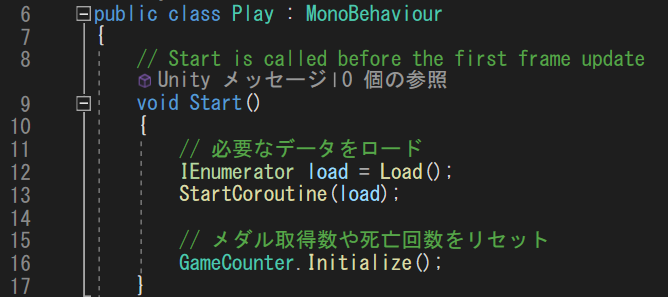 6 public class Play : MonoBehaviour
7 {
8 // Start is called before the first frame update
Unity メッセージ|0 個の参照
9 void Start()
10 {
11 // 必要なデータをロード
12 IEnumerator load = Load();
13 StartCoroutine(load);
14
15 // メダル取得数や死亡回数をリセット
16 GameCounter.Initialize();
17 }